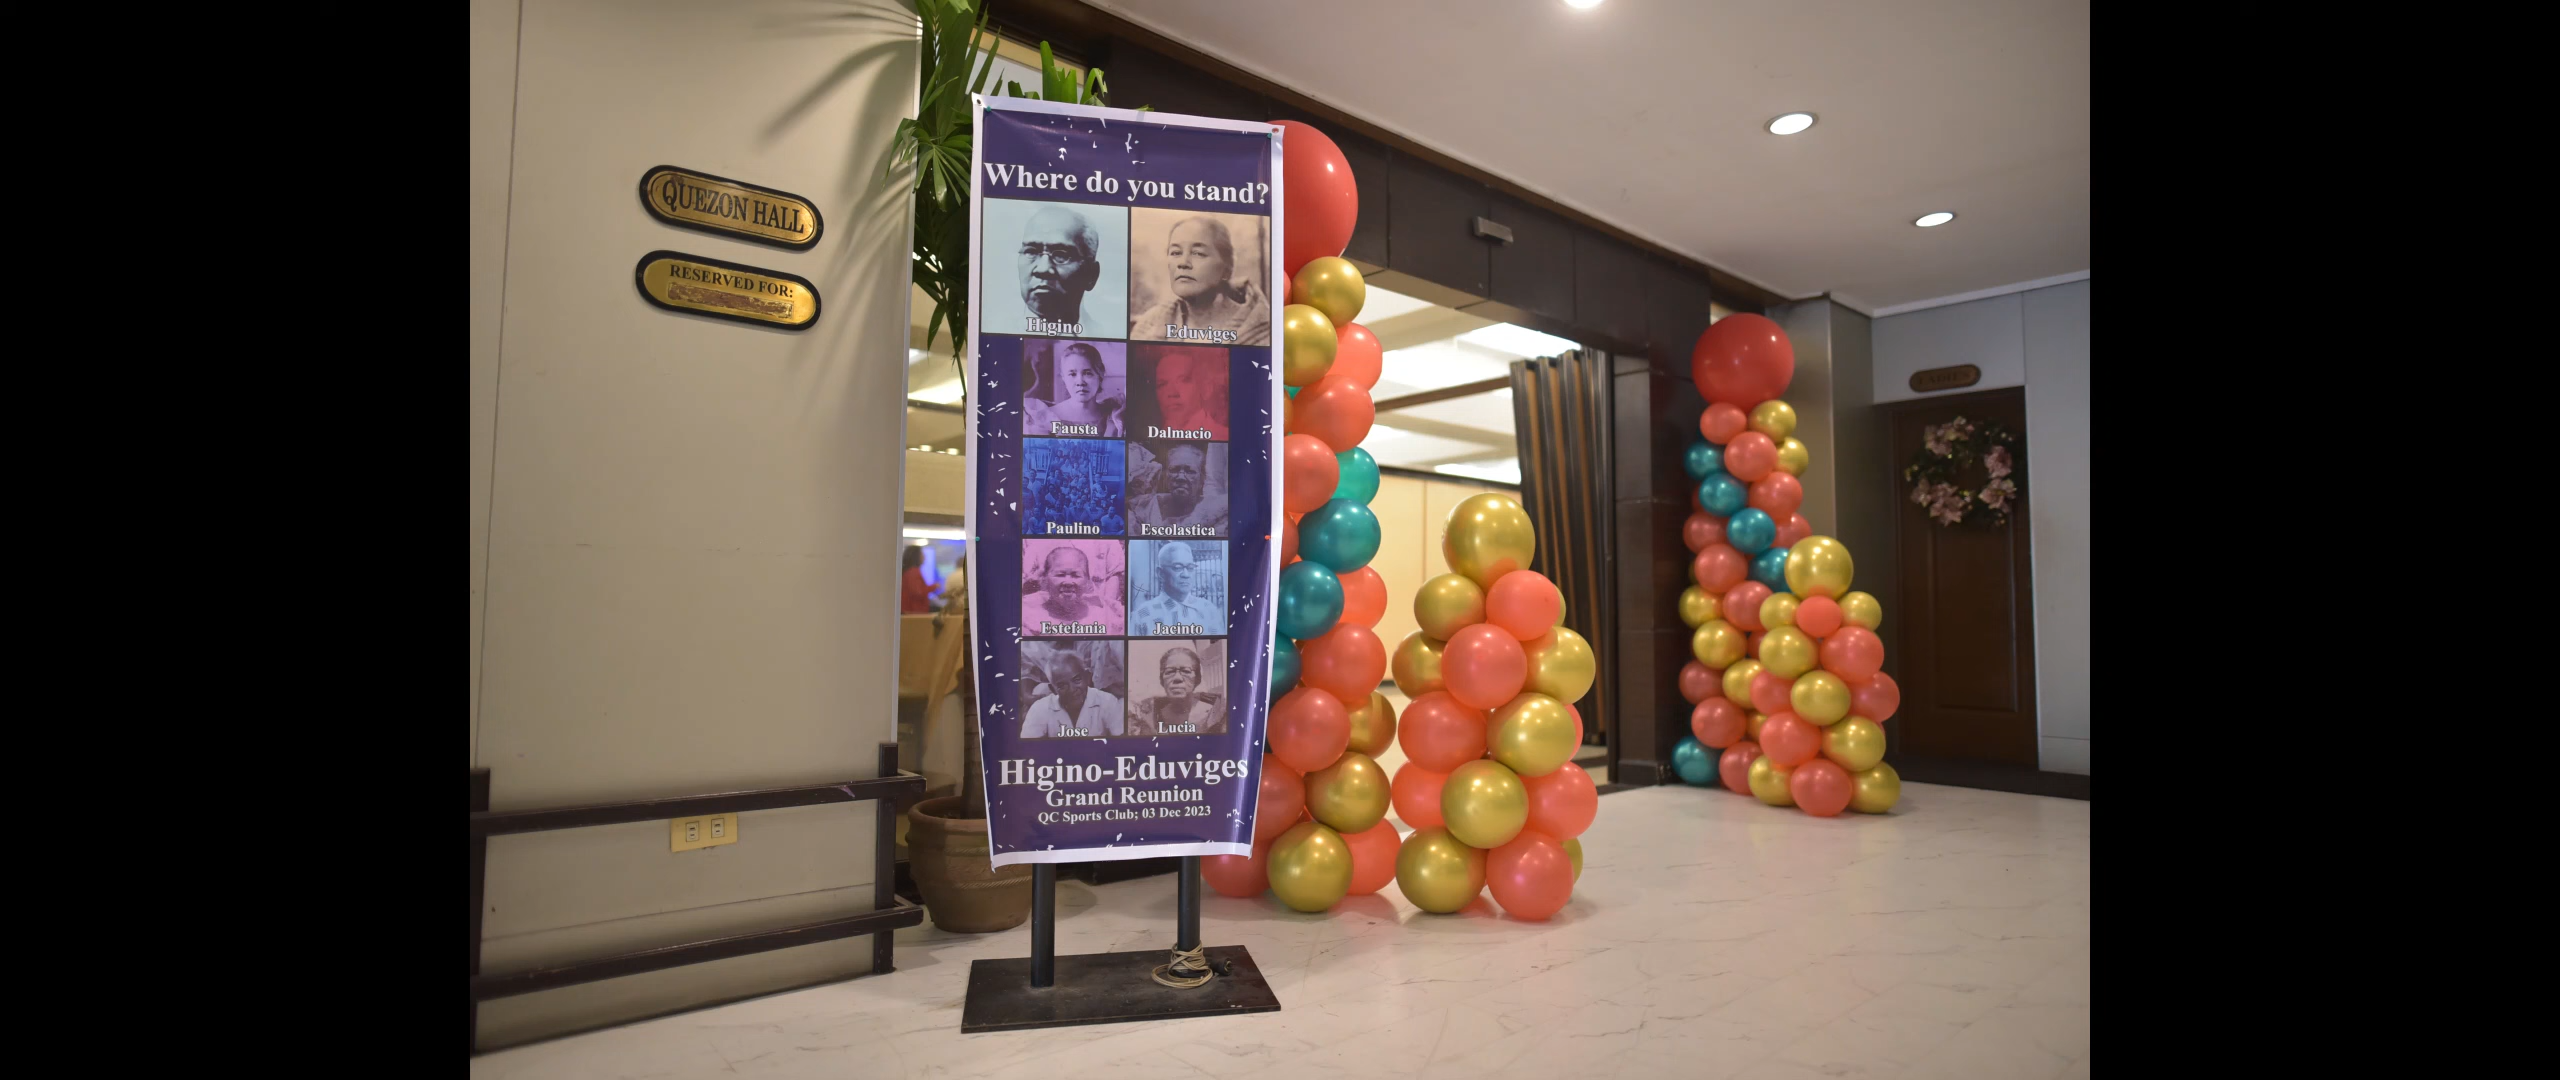 QUEZON HALL
RESERVED FOR:
Where do you stand?
Higino
Eduviges
Fausta
Dalmacio
Paulino
Escolastica
Estefania
Jacinto
Jose
Lucia
Higino-Eduviges
Grand Reunion
QC Sports Club; 03 Dec 2023
LADIES